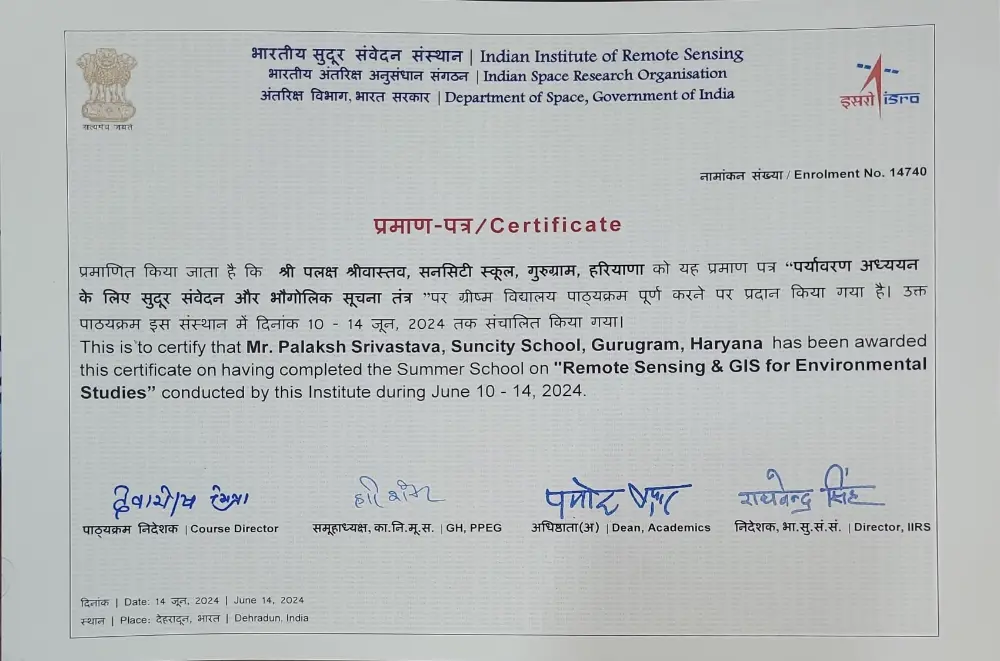 भारतीय सुदूर संवेदन संस्थान | Indian Institute of Remote Sensing
भारतीय अंतरिक्ष अनुसंधान संगठन | Indian Space Research Organisation
अंतरिक्ष विभाग, भारत सरकार | Department of Space, Government of India
सत्यमेव जयते
इसरो isro
नामांकन संख्या / Enrolment No. 14740
प्रमाण-पत्र/Certificate
प्रमाणित किया जाता है कि श्री पलक्ष श्रीवास्तव, सनसिटी स्कूल, गुरुग्राम, हरियाणा को यह प्रमाण पत्र “पर्यावरण अध्ययन
के लिए सुदूर संवेदन और भौगोलिक सूचना तंत्र ”पर ग्रीष्म विद्यालय पाठ्यक्रम पूर्ण करने पर प्रदान किया गया है। उक्त
पाठयक्रम इस संस्थान में दिनांक 10 - 14 जून, 2024 तक संचालित किया गया।
This is to certify that Mr. Palaksh Srivastava, Suncity School, Gurugram, Haryana has been awarded
this certificate on having completed the Summer School on "Remote Sensing & GIS for Environmental
Studies” conducted by this Institute during June 10 - 14, 2024.
राघवेन्द्र सिंह
पाठ्यक्रम निदेशक | Course Director
समूहाध्यक्ष, का.नि.मू.स. | GH, PPEG
अधिष्ठाता(अ) | Dean, Academics
निदेशक, भा.सु.सं.सं. | Director, IIRS
दिनांक | Date: 14 जून, 2024 | June 14, 2024
स्थान | Place: देहरादून, भारत | Dehradun, India